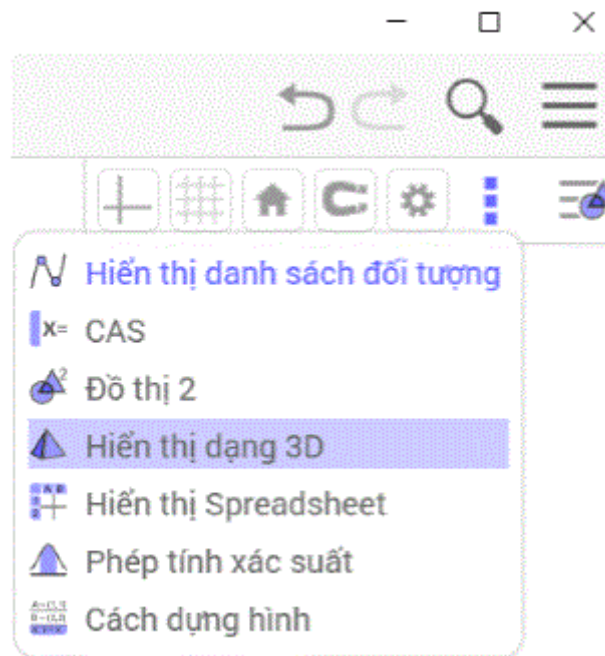 Hiển thị danh sách đối tượng
x= CAS
2 Đồ thị 2
Hiển thị dạng 3D
Hiển thị Spreadsheet
Phép tính xác suất
Cách dựng hình